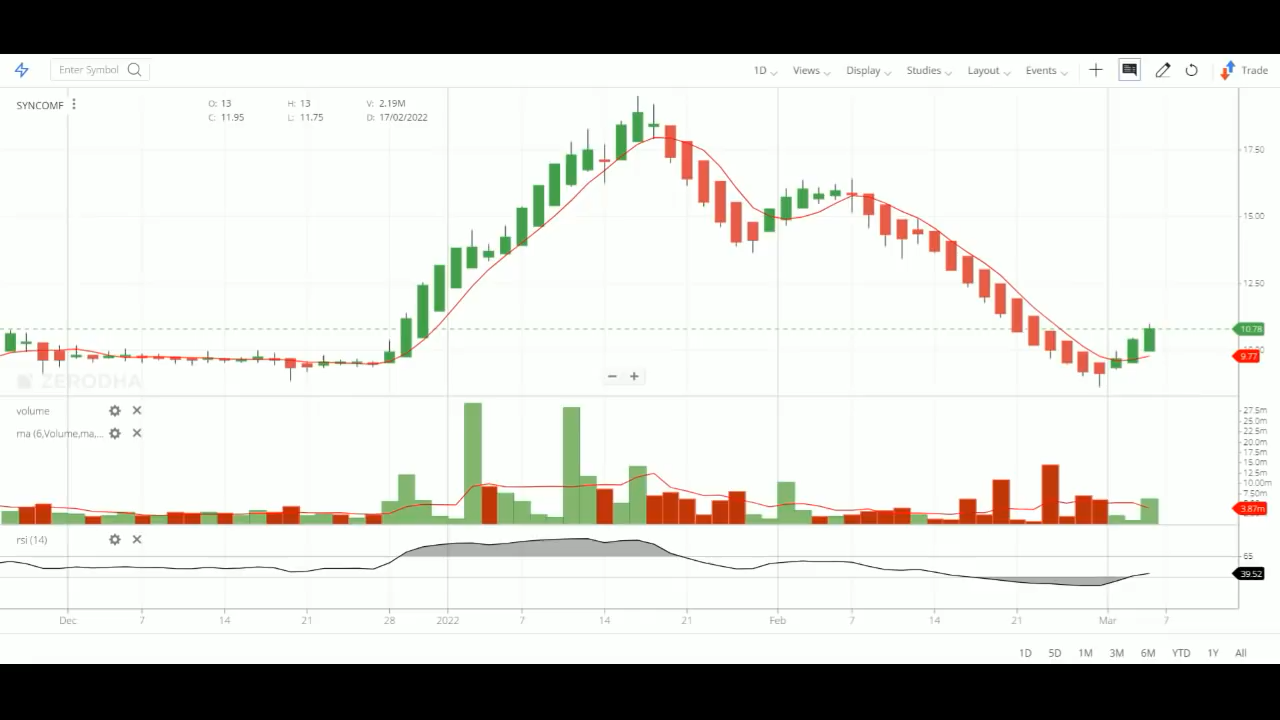 Enter Symbol 1D Views Display Studies Layout Events Trade
SYNCOMF O: 13 H: 13 V: 2.19M
C: 11.95 L: 11.75 D: 17/02/2022
17.50
15.00
12.50
10.78
9.77
ZERODHA
volume
ma (6,Volume,ma,...
27.5m
25.0m
22.5m
20.0m
17.5m
15.0m
12.5m
10.00m
7.50m
3.87m
rsi (14)
65
39.52
Dec 7 14 21 28 2022 7 14 21 Feb 7 14 21 Mar 7
1D 5D 1M 3M 6M YTD 1Y All